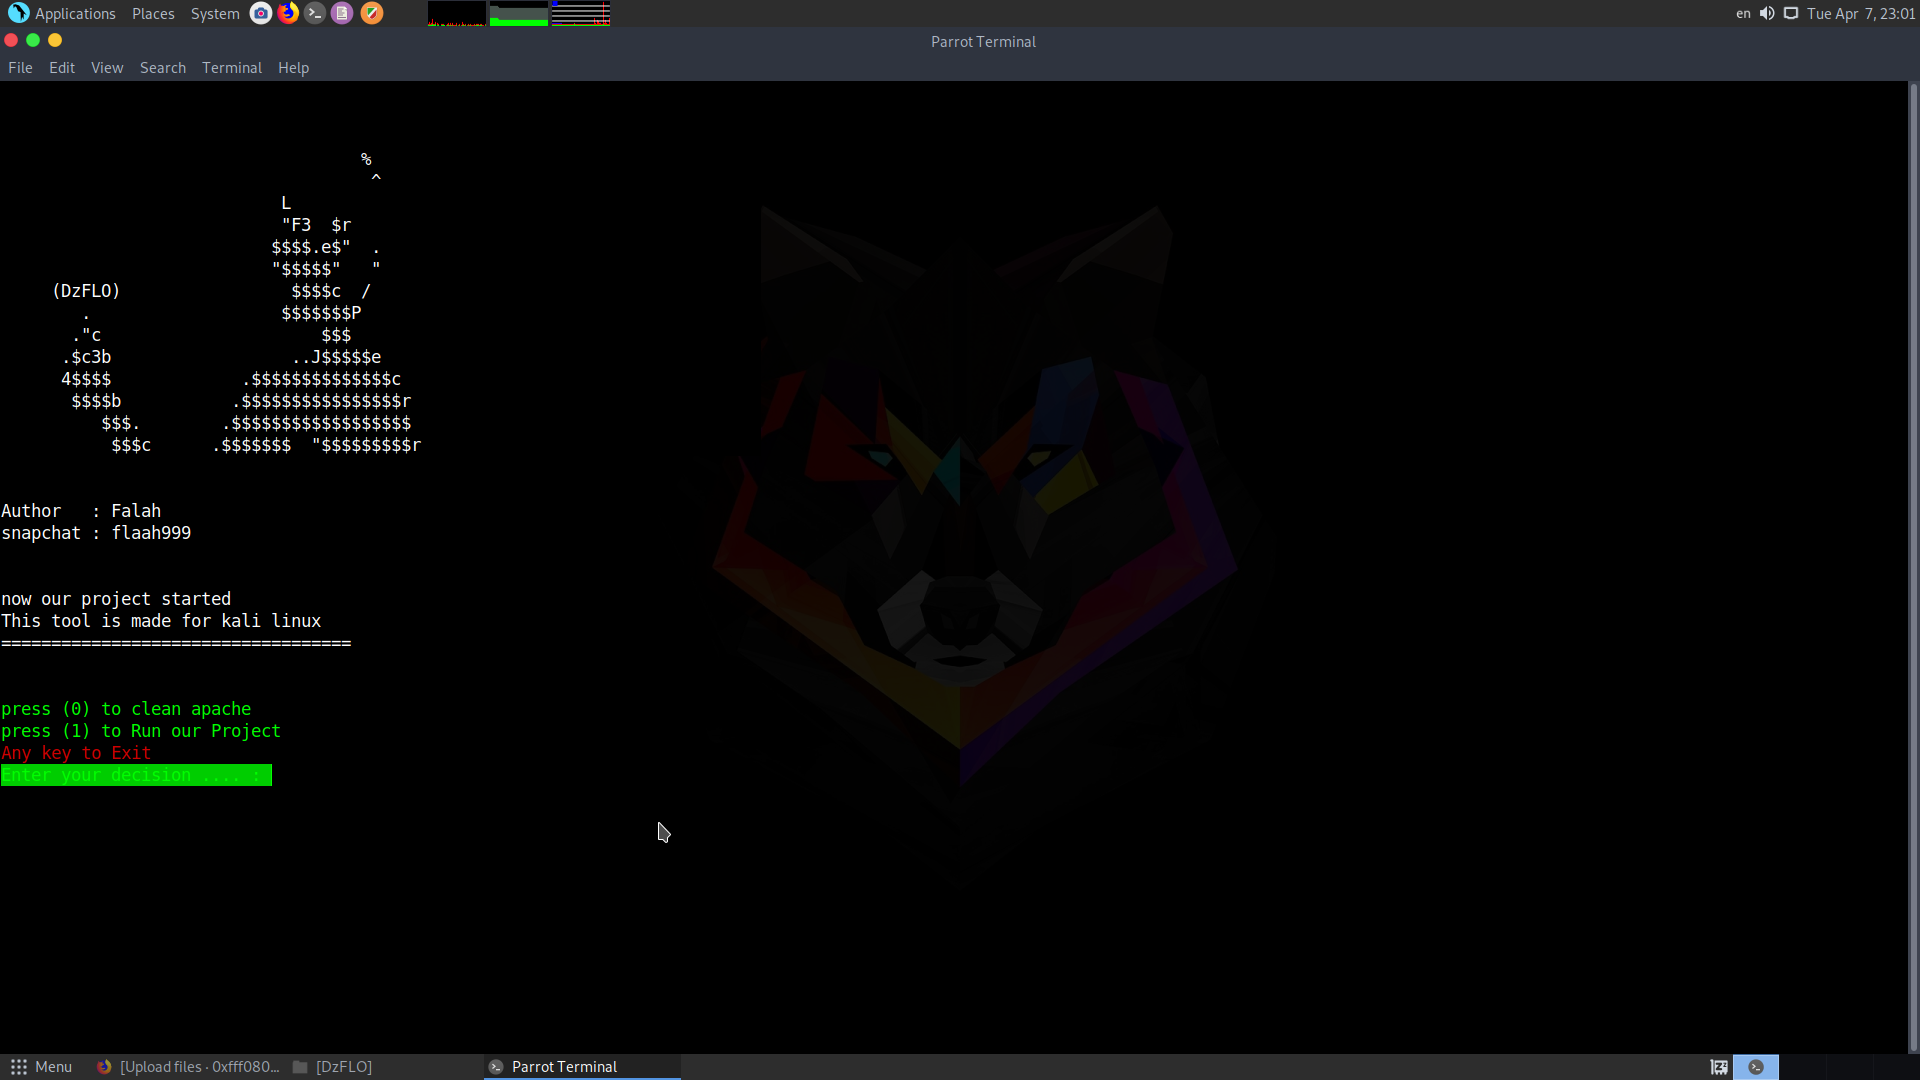 Applications Places System en Tue Apr 7, 23:01
Parrot Terminal
File Edit View Search Terminal Help
%
^
L
"F3  $r
$$$$.e$"  .
"$$$$$"   "
(DzFLO)                 $$$$c  /
.                   $$$$$$$P
."c                      $$$
.$c3b                  ..J$$$$$e
4$$$$             .$$$$$$$$$$$$$$c
$$$$b           .$$$$$$$$$$$$$$$$r
$$$.        .$$$$$$$$$$$$$$$$$$
$$$c      .$$$$$$$  "$$$$$$$$$r
Author   : Falah
snapchat : flaah999
now our project started
This tool is made for kali linux
===================================
press (0) to clean apache
press (1) to Run our Project
Any key to Exit
Enter your decision .... :
Menu [Upload files · 0xfff080... [DzFLO] Parrot Terminal